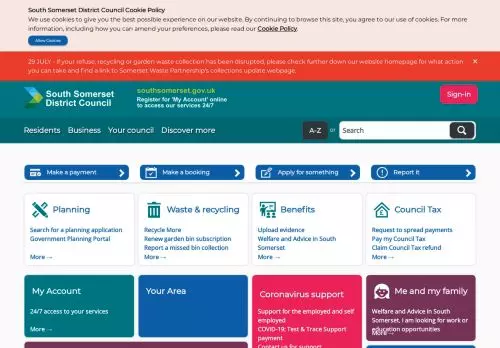 South Somerset District Council Cookie Policy
We use cookies to give you the best possible experience on our website. By continuing to browse this site, you agree to our use of cookies. For more
information, including how you can amend your preferences, please read our Cookie Policy.
Allow Cookies
29 JULY - If your refuse, recycling or garden waste collection has been disrupted, please check further down our website homepage for what action
you can take and find a link to Somerset Waste Partnership's collections update webpage.
South Somerset
District Council
southsomerset.gov.uk
Register for 'My Account' online
to access our services 24/7
Sign-in
Residents Business Your council Discover more
A-Z or Search
Make a payment
Make a booking
Apply for something
Report it
Planning
Search for a planning application
Government Planning Portal
More →
Waste & recycling
Recycle More
Renew garden bin subscription
Report a missed bin collection
More →
Benefits
Upload evidence
Welfare and Advice in South
Somerset
More →
Council Tax
Request to spread payments
Pay my Council Tax
Claim Council Tax refund
More →
My Account
24/7 access to your services
More →
Your Area
Coronavirus support
Support for the employed and self
employed
COVID-19: Test & Trace Support
payment
Contact us for support
Me and my family
Welfare and Advice in South
Somerset, I am looking for work or
education opportunities
More →